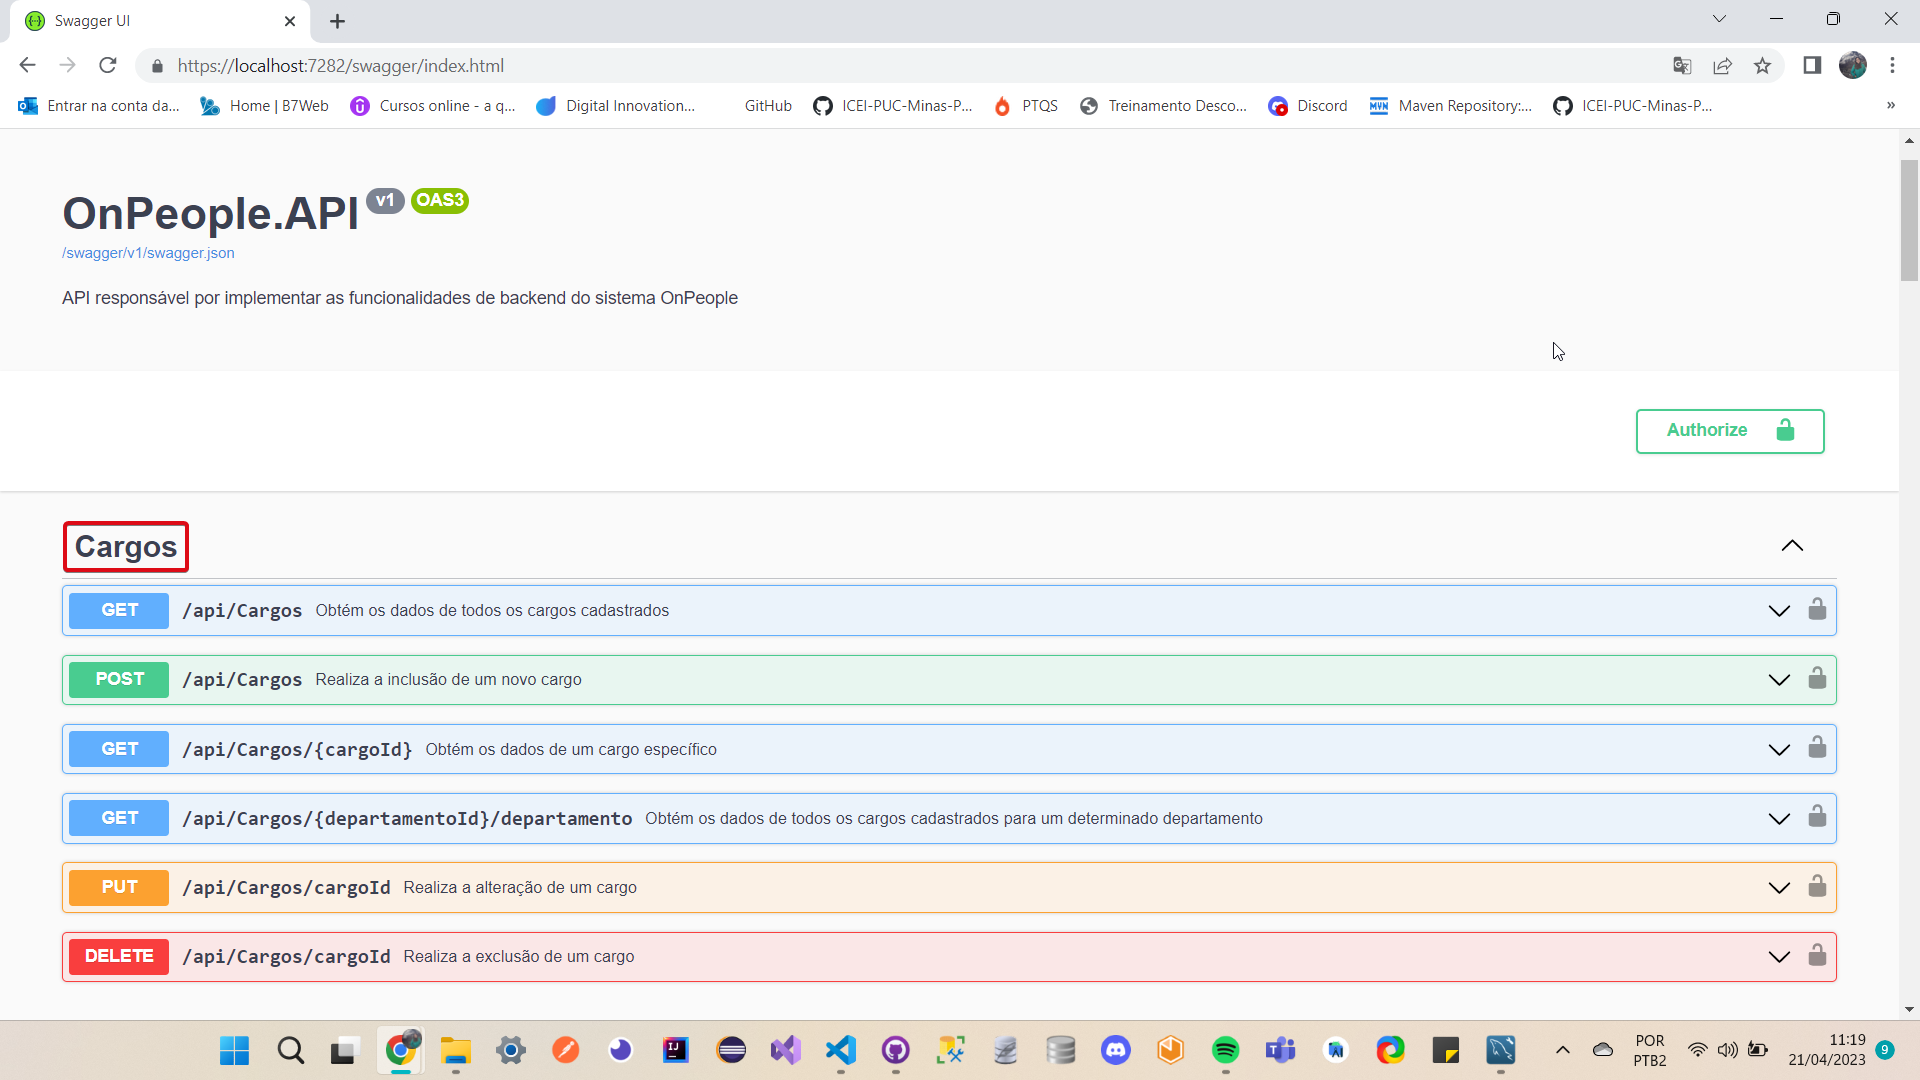 Swagger UI
https://localhost:7282/swagger/index.html
Entrar na conta da...
Home | B7Web
Cursos online - a q...
Digital Innovation...
GitHub
ICEI-PUC-Minas-P...
PTQS
Treinamento Desco...
Discord
Maven Repository:...
ICEI-PUC-Minas-P...
»
OnPeople.API v1 OAS3
/swagger/v1/swagger.json
API responsável por implementar as funcionalidades de backend do sistema OnPeople
Authorize
Cargos
GET /api/Cargos Obtém os dados de todos os cargos cadastrados
POST /api/Cargos Realiza a inclusão de um novo cargo
GET /api/Cargos/{cargoId} Obtém os dados de um cargo específico
GET /api/Cargos/{departamentoId}/departamento Obtém os dados de todos os cargos cadastrados para um determinado departamento
PUT /api/Cargos/cargoId Realiza a alteração de um cargo
DELETE /api/Cargos/cargoId Realiza a exclusão de um cargo
POR
PTB2
11:19
21/04/2023
9